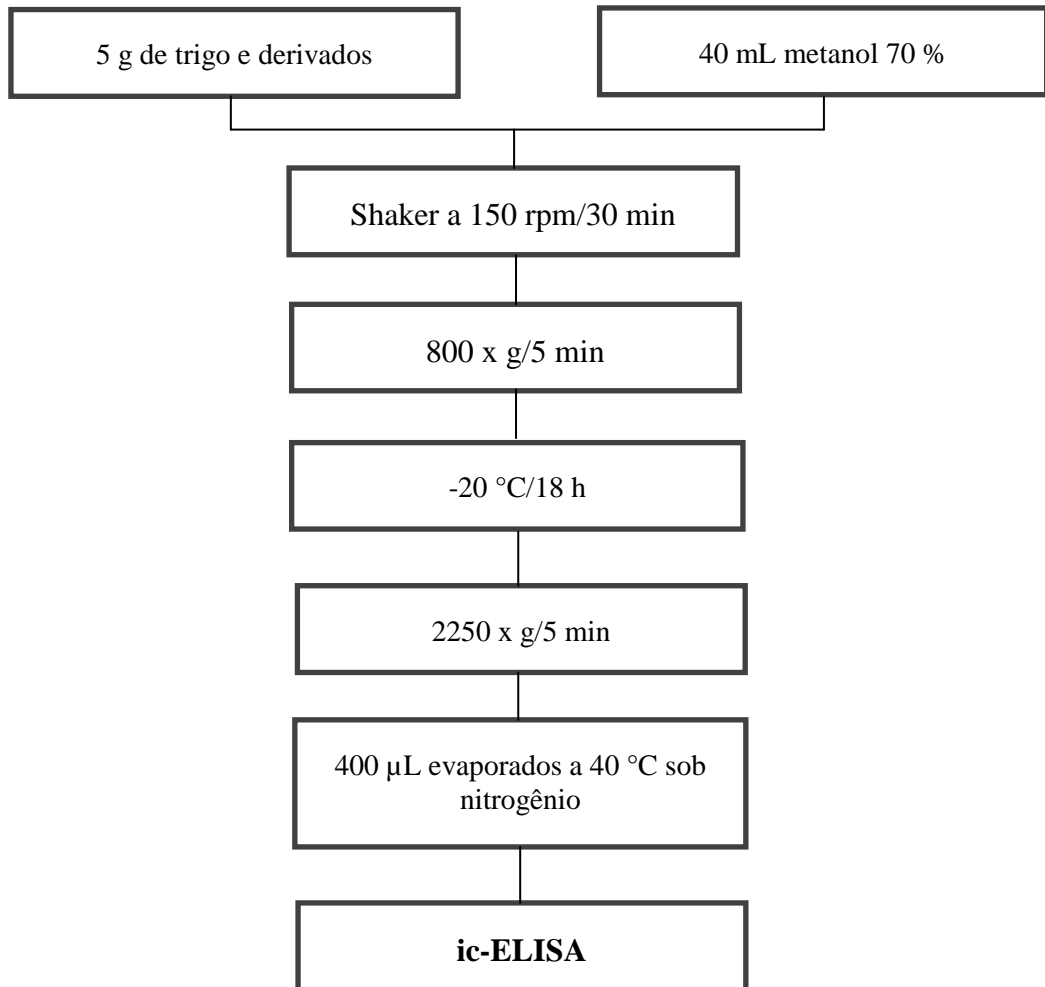 5 g de trigo e derivados
40 mL metanol 70 %
Shaker a 150 rpm/30 min
800 x g/5 min
-20 °C/18 h
2250 x g/5 min
400 µL evaporados a 40 °C sob
nitrogênio
ic-ELISA